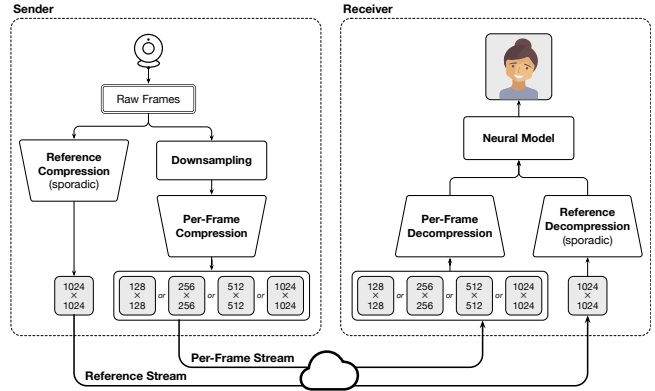 Sender
Raw Frames
Reference
Compression
(sporadic)
Downsampling
Per-Frame
Compression
1024
×
1024
128
×
128
or
256
×
256
or
512
×
512
or
1024
×
1024
Per-Frame Stream
Reference Stream
Receiver
Neural Model
Per-Frame
Decompression
Reference
Decompression
(sporadic)
128
×
128
or
256
×
256
or
512
×
512
or
1024
×
1024
1024
×
1024